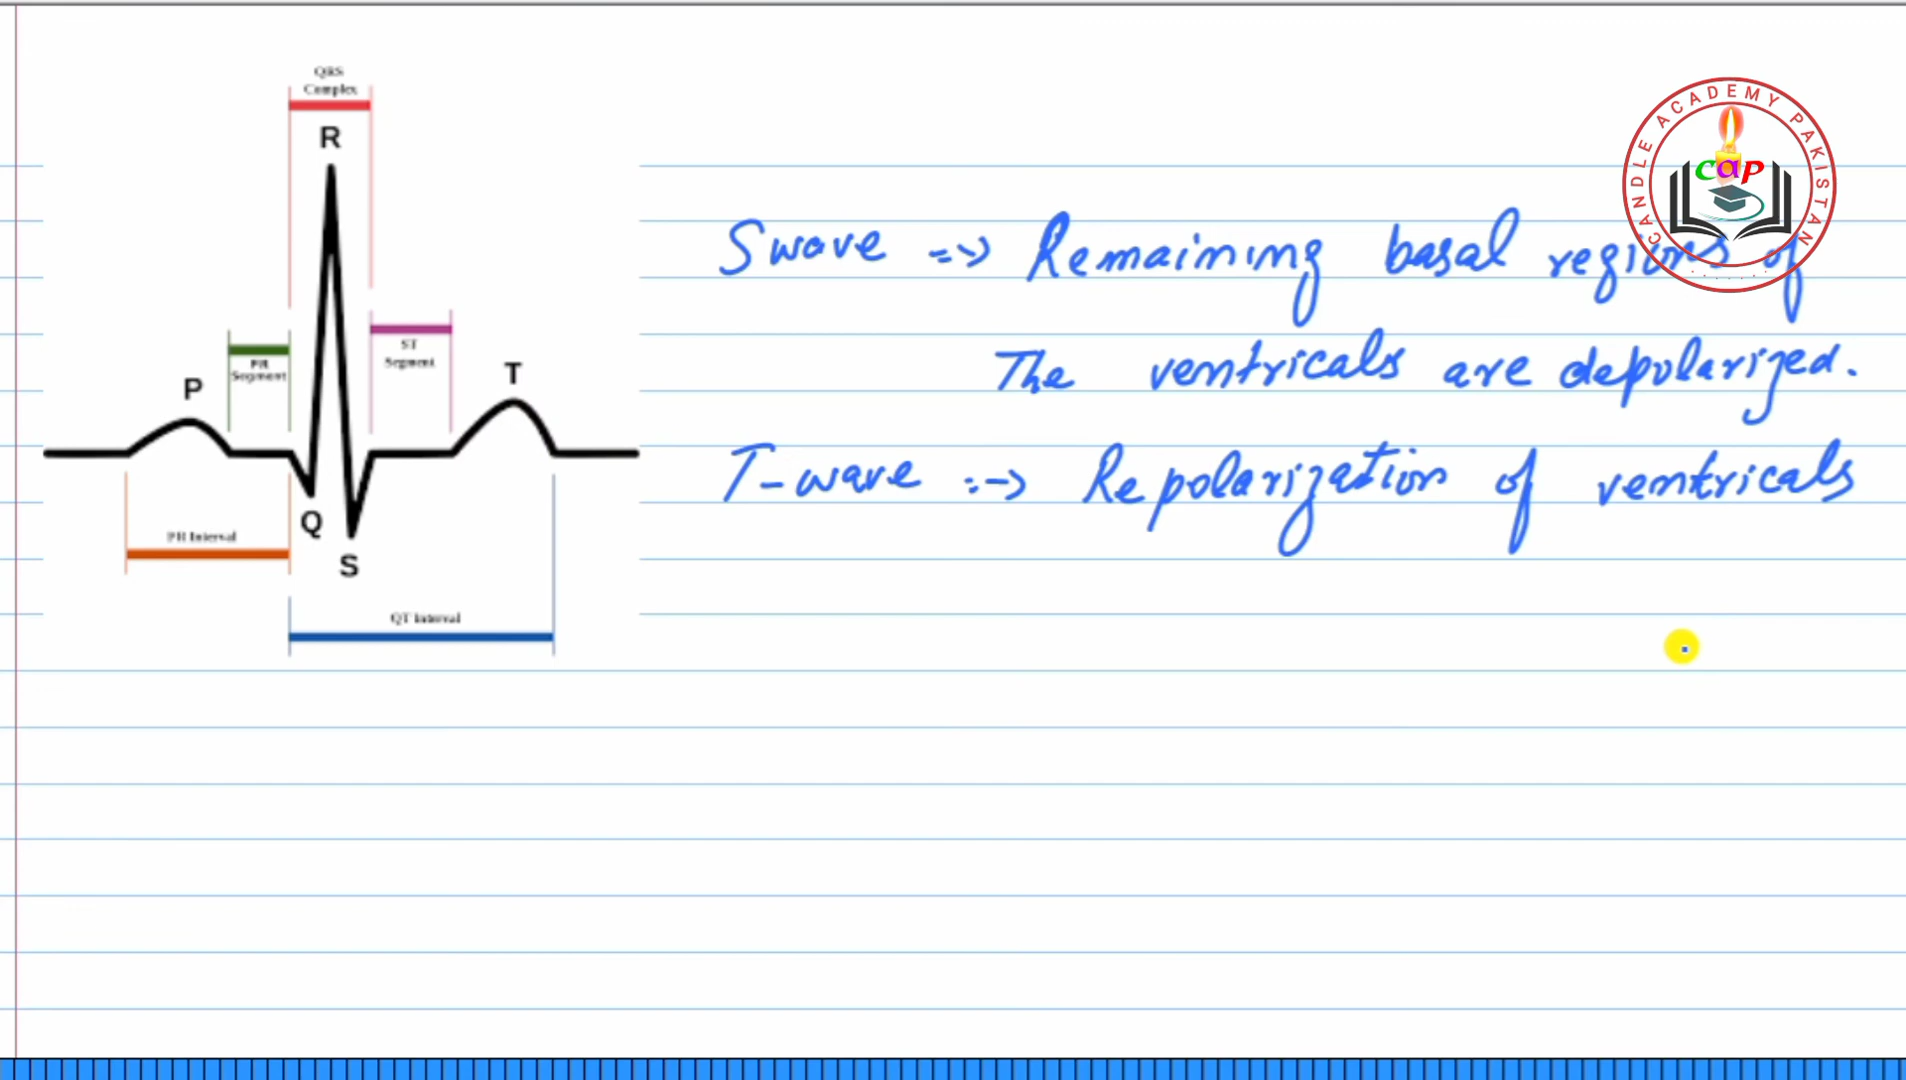 QRS
Complex
R
PR
Segment
ST
Segment
P
T
Q
S
PR Interval
QT Interval
S wave => Remaining basal regions of
The ventricals are depolarized.
T-wave :-> Repolarization of ventricals
CANDLE ACADEMY PAKISTAN
cap